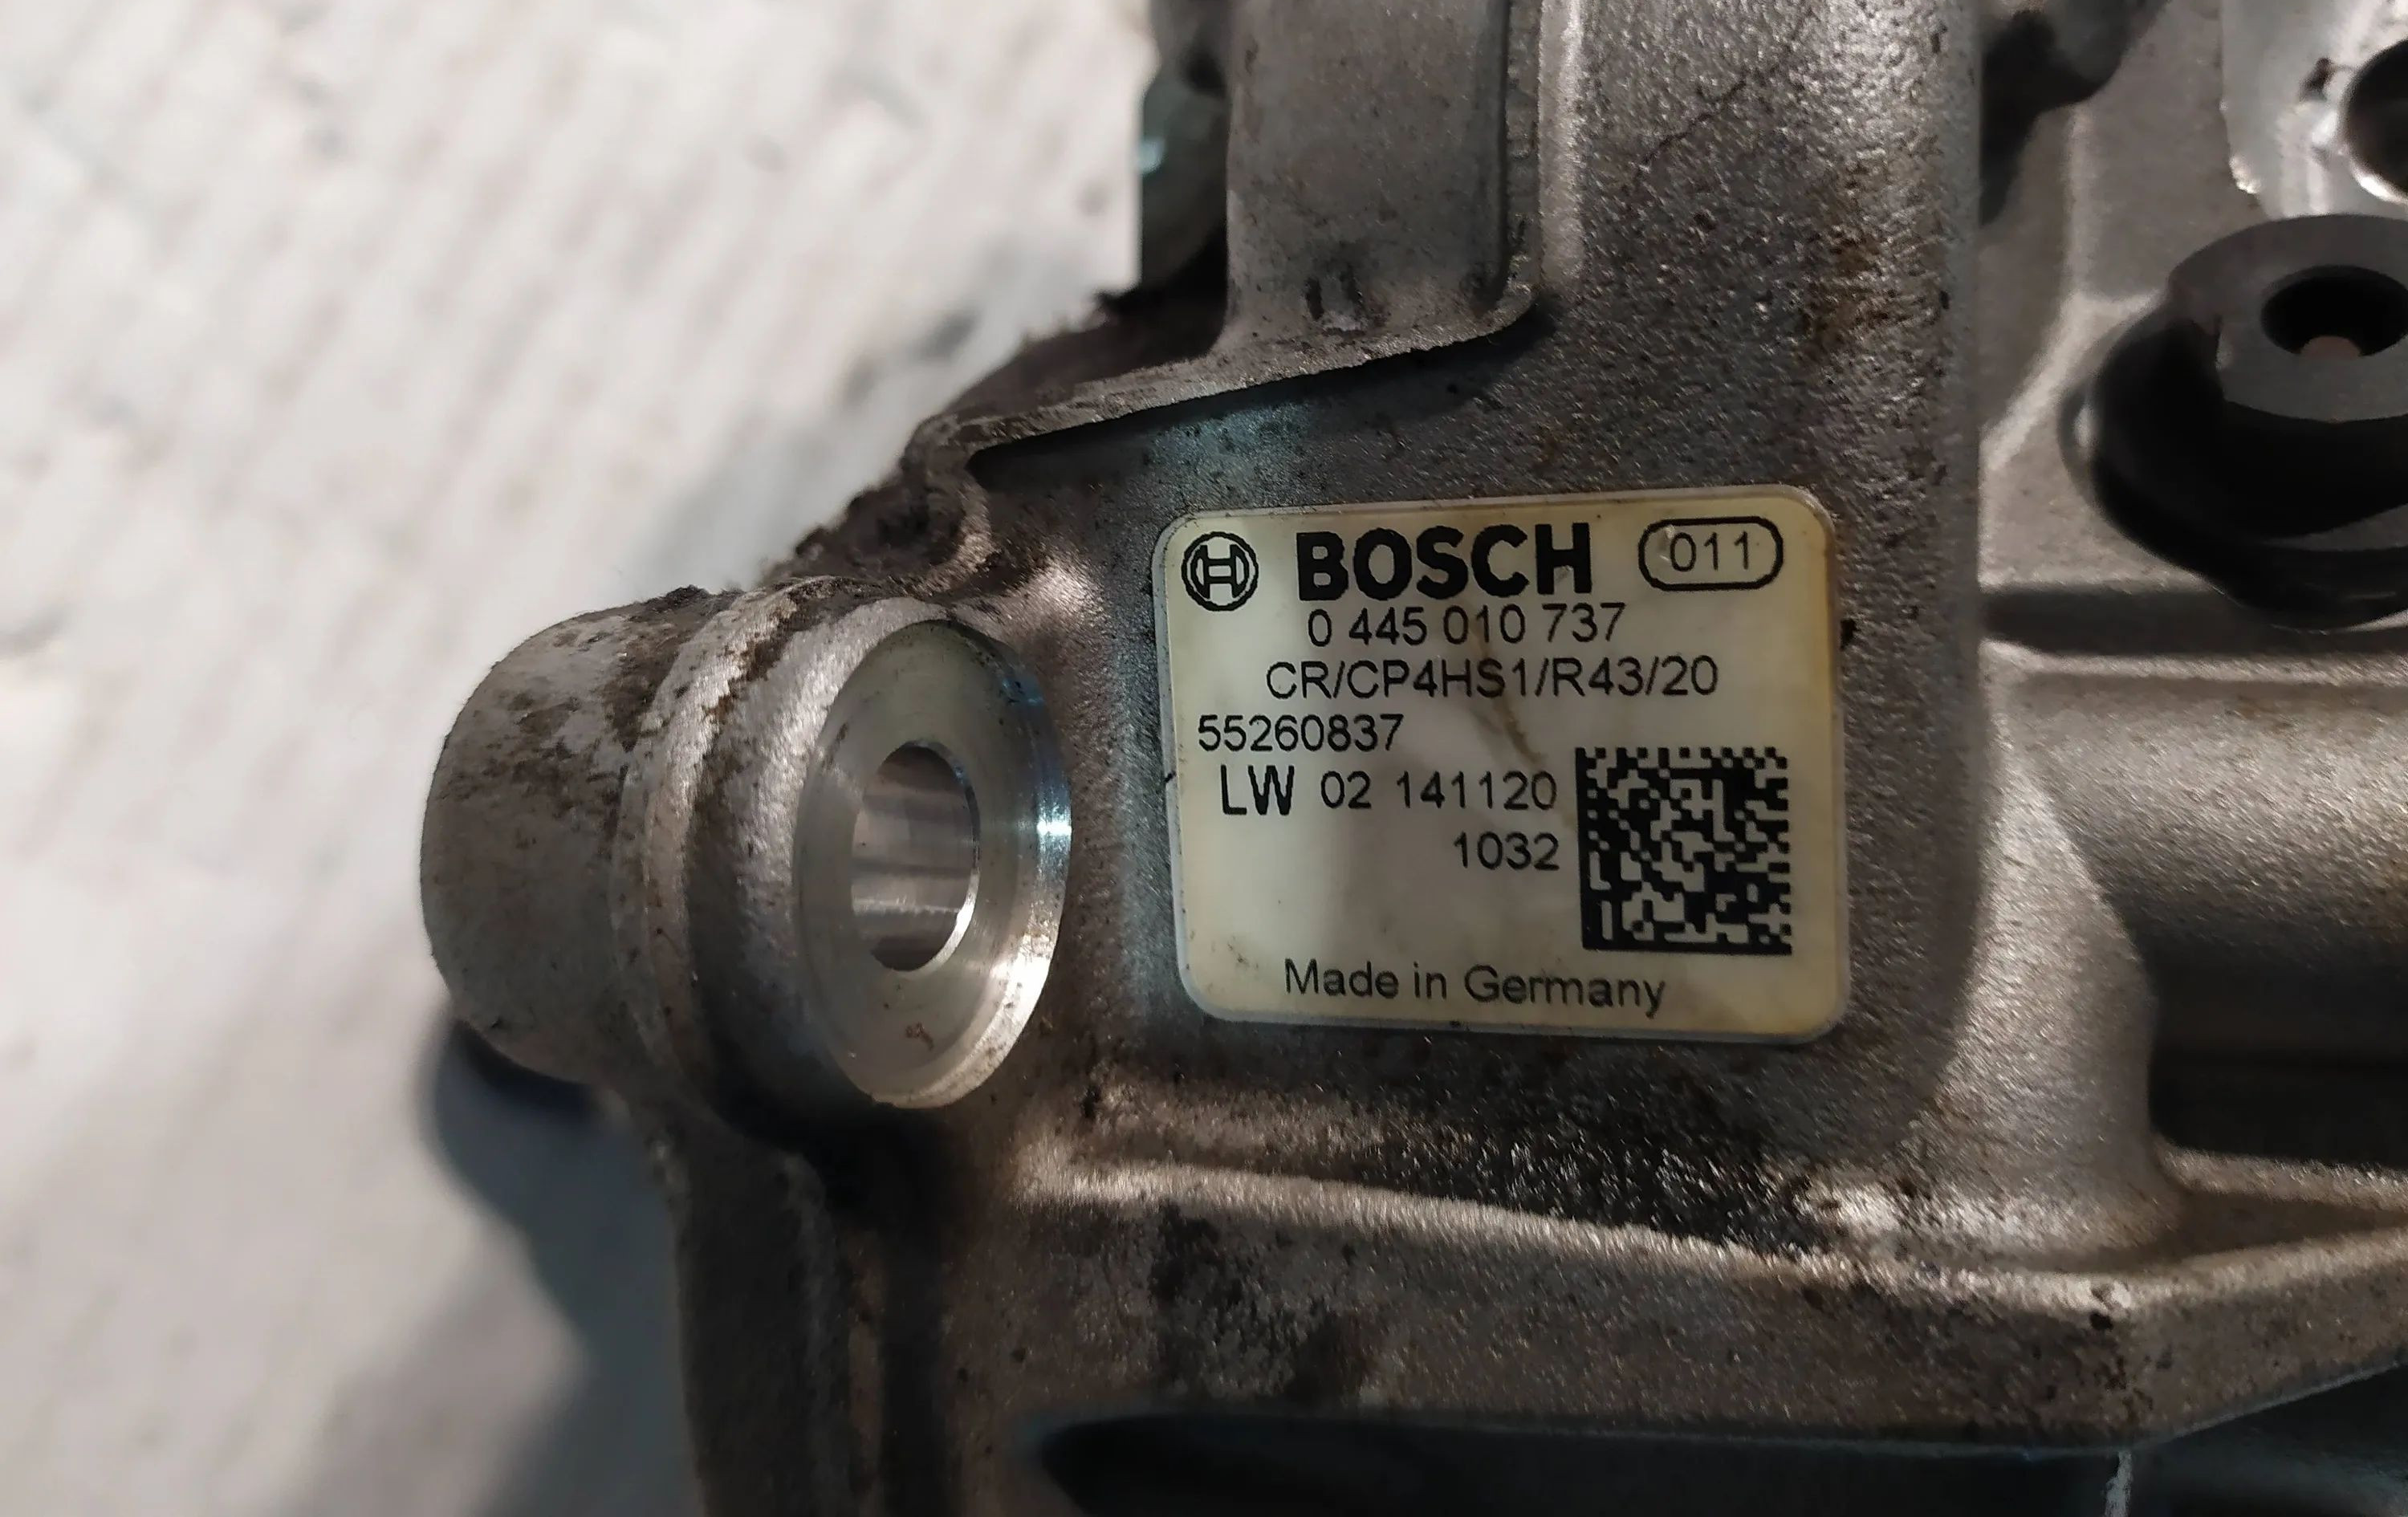 BOSCH 011
0 445 010 737
CR/CP4HS1/R43/20
55260837
LW 02 141120
1032
Made in Germany